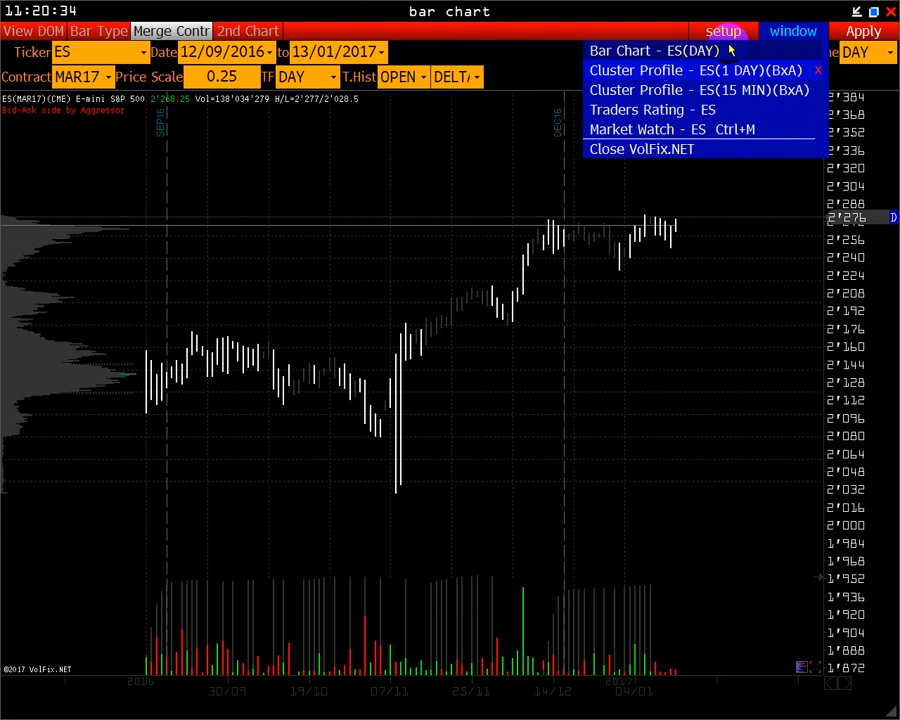 11:20:34
bar chart
View DOM Bar Type Merge Contr 2nd Chart
setup window Apply
Ticker ES Date 12/09/2016 to 13/01/2017
DAY
Contract MAR17 Price Scale 0.25 TF DAY T.Hist OPEN DELT
Bar Chart - ES(DAY)
Cluster Profile - ES(1 DAY)(BxA) x
Cluster Profile - ES(15 MIN)(BxA)
Traders Rating - ES
Market Watch - ES Ctrl+M
Close VolFix.NET
ES(MAR17)(CME) E-mini S&P 500 2'268.25 Vol=138'034'279 H/L=2'277/2'028.5
Bid-Ask side by Aggressor
SEP16
DEC16
2'384
2'368
2'352
2'336
2'320
2'304
2'288
2'276 D
2'256
2'240
2'224
2'208
2'192
2'176
2'160
2'144
2'128
2'112
2'096
2'080
2'064
2'048
2'032
2'016
2'000
1'984
1'968
1'952
1'936
1'920
1'904
1'888
1'872
©2017 VolFix.NET
2016
2017
30/09 19/10 07/11 25/11 14/12 04/01